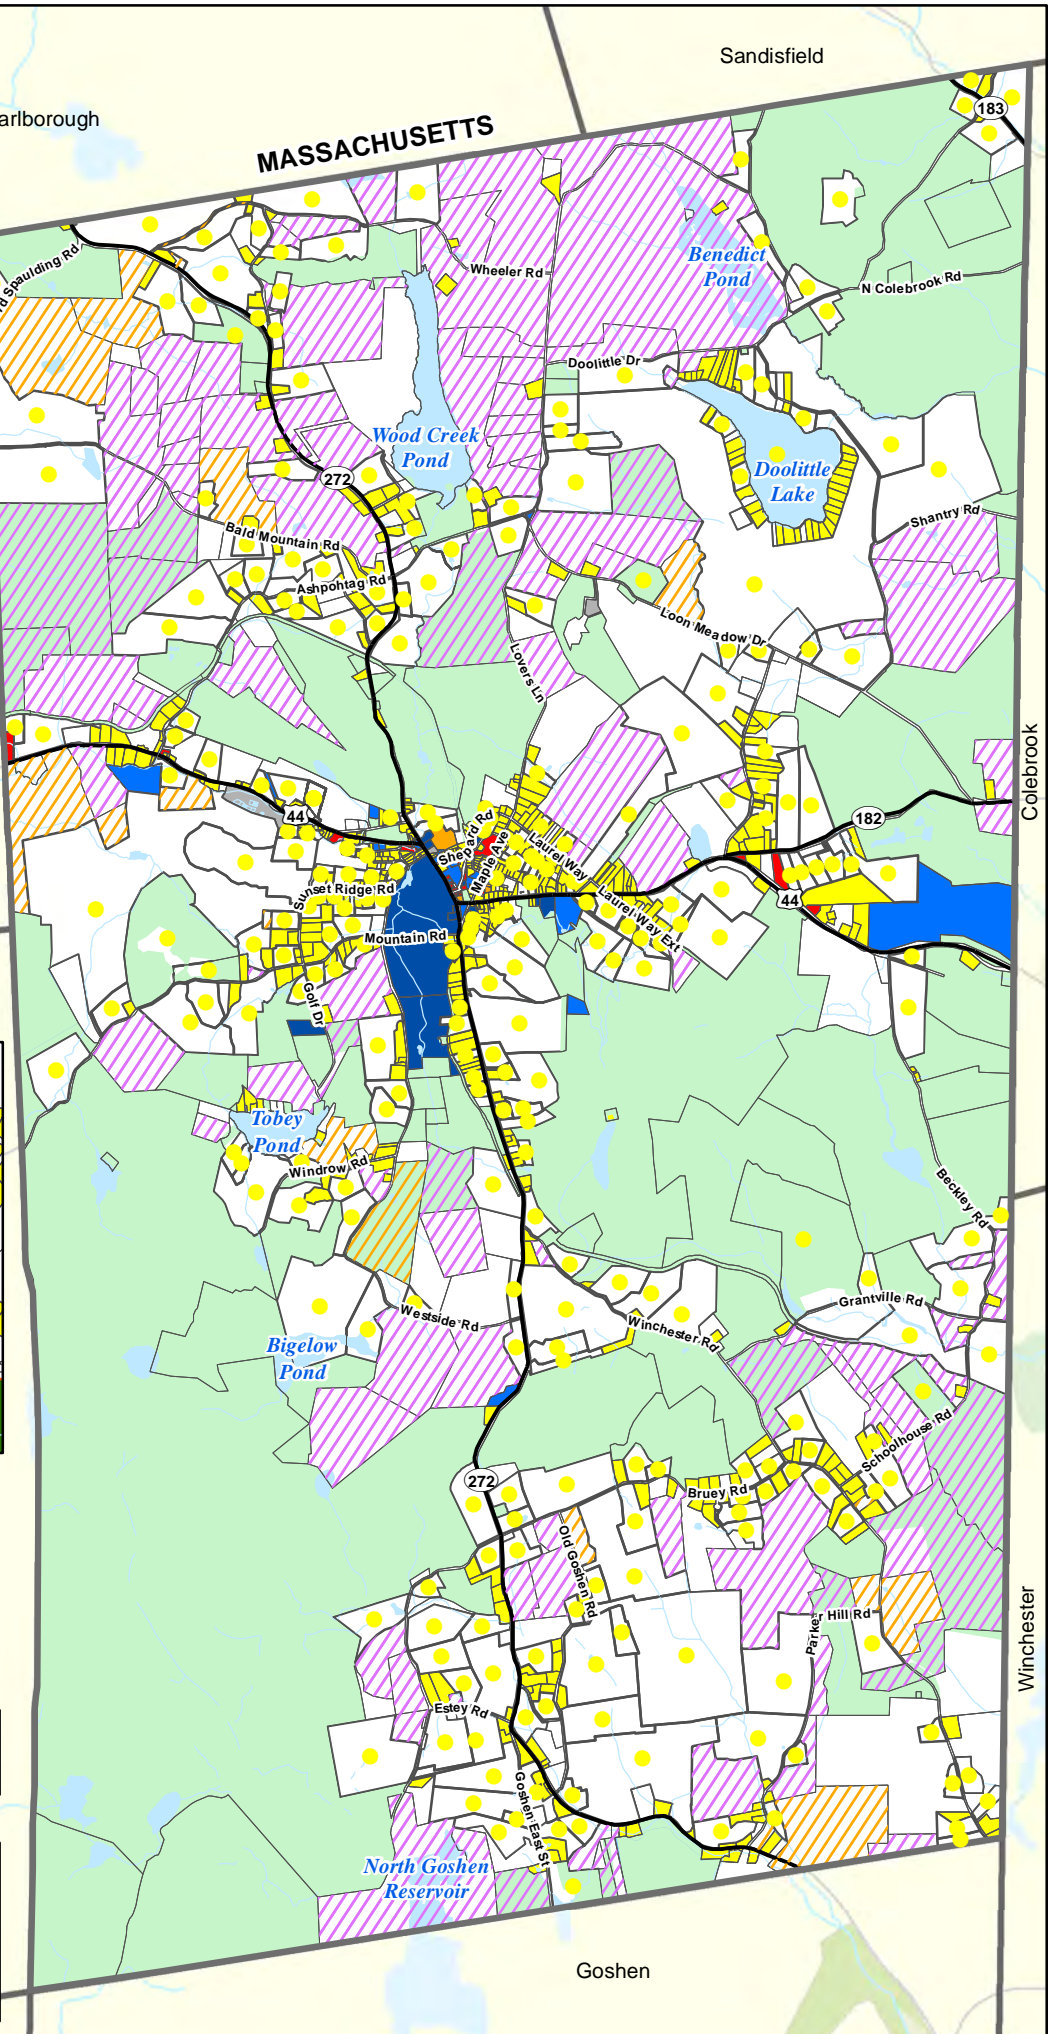 Sandisfield
arlborough
MASSACHUSETTS
183
d Spaulding Rd
Wheeler Rd
Benedict
Pond
N Colebrook Rd
Doolittle Dr
Wood Creek
Pond
272
Doolittle
Lake
Shantry Rd
Bald Mountain Rd
Ashpohtag Rd
Loon Meadow Dr
Lovers Ln
Colebrook
44
182
Shepard Rd
Maple Ave
Laurel Way
Sunset Ridge Rd
Laurel Way Ext
44
Mountain Rd
Golf Dr
Tobey
Pond
Windrow Rd
Beckley Rd
Grantville Rd
Westside Rd
Winchester Rd
Bigelow
Pond
Schoolhouse Rd
272
Bruey Rd
Old Goshen Rd
Parker Hill Rd
Winchester
Estey Rd
Goshen East St
North Goshen
Reservoir
Goshen